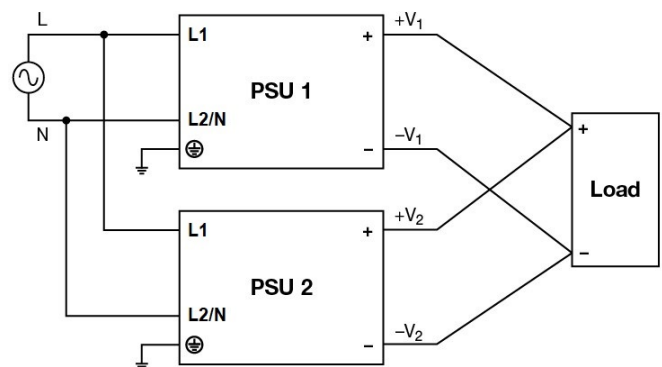 L
N
L1
L2/N
PSU 1
+
−
+V1
−V1
L1
L2/N
PSU 2
+
−
+V2
−V2
+
Load
−